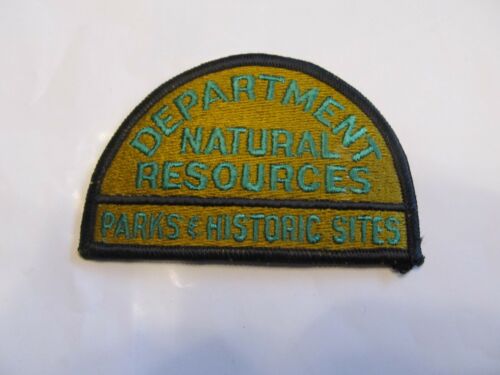 DEPARTMENT
NATURAL
RESOURCES
PARKS & HISTORIC SITES